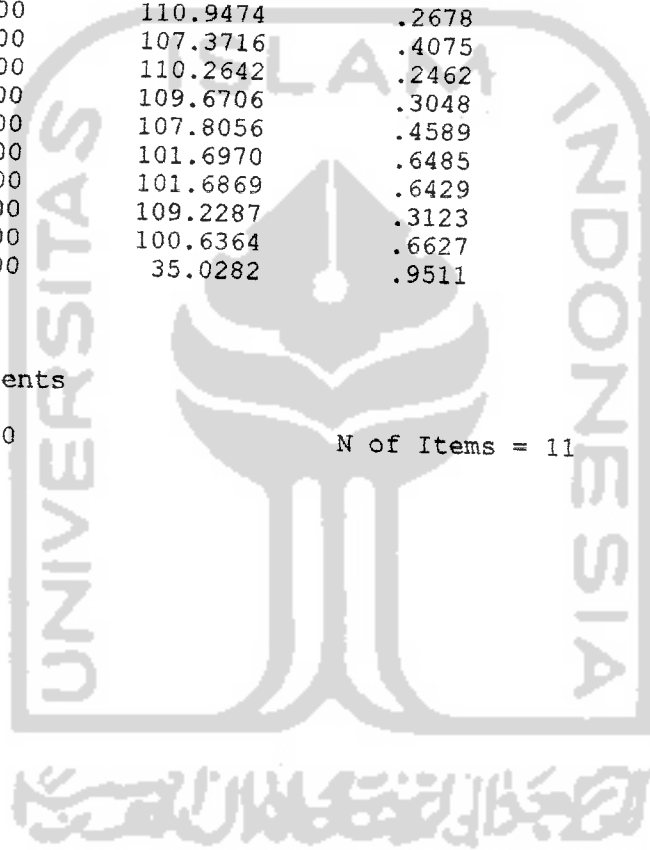 00 110.9474 .2678
00 107.3716 .4075
00 110.2642 .2462
00 109.6706 .3048
00 107.8056 .4589
00 101.6970 .6485
00 101.6869 .6429
00 109.2287 .3123
00 100.6364 .6627
00 35.0282 .9511
ents
0 N of Items = 11
UNIVERSITAS
ISLAM
INDONESIA